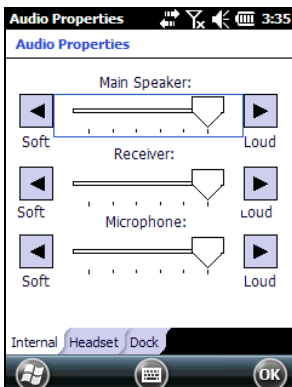 Audio Properties 3:35
Audio Properties
Main Speaker:
Soft Loud
Receiver:
Soft Loud
Microphone:
Soft Loud
Internal Headset Dock
OK